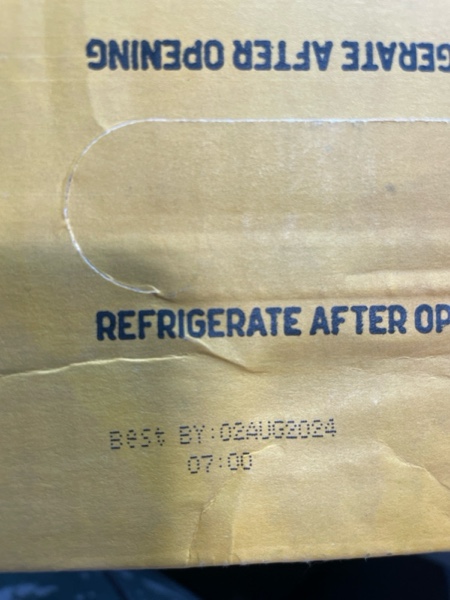 GERATE AFTER OPENING
REFRIGERATE AFTER OP
Best BY:02AUG2024
07:00